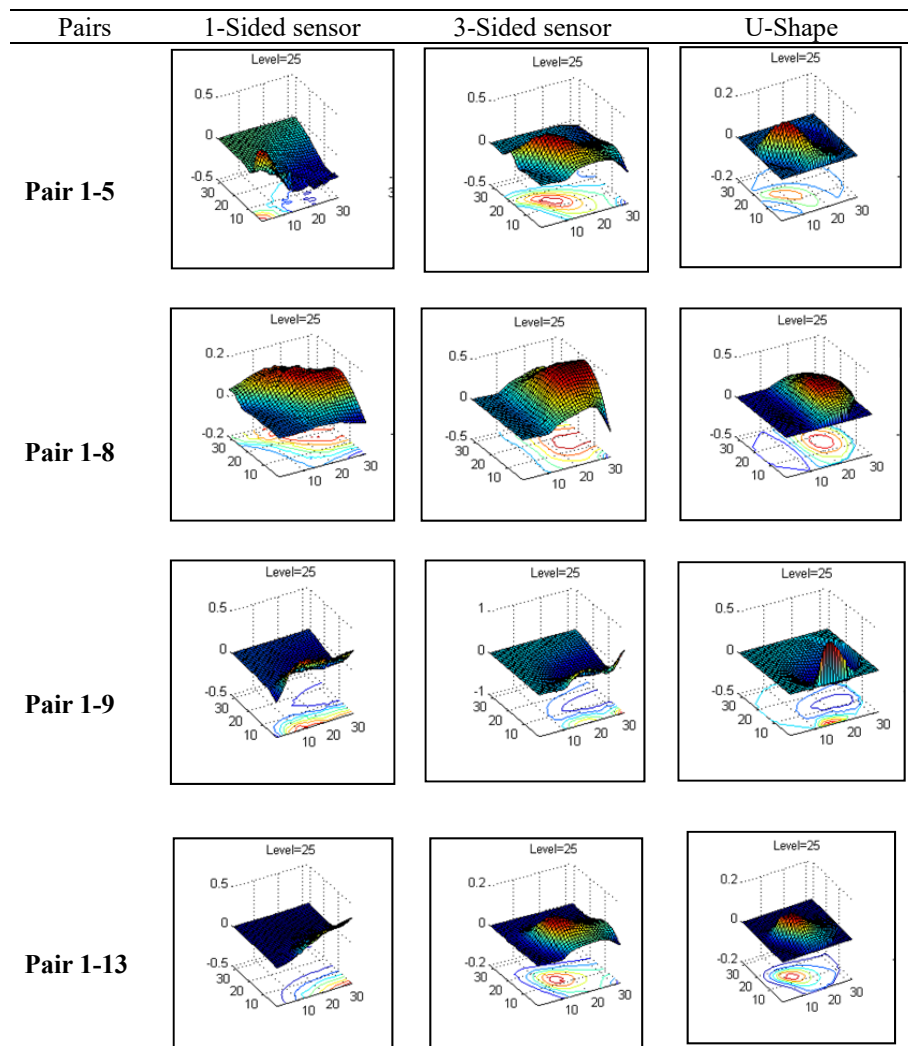 Pairs 1-Sided sensor 3-Sided sensor U-Shape
Level=25 Level=25 Level=25
0.5 0.5 0.2
0 0 0
Pair 1-5
-0.5 -0.5 -0.2
30 20 10 10 20 30 3
30 20 10 10 20 30
30 20 10 10 20 30
Level=25 Level=25 Level=25
0.2 0.5 0.5
0 0 0
Pair 1-8
-0.2 -0.5 -0.5
30 20 10 10 20 30
30 20 10 10 20 30
30 20 10 10 20 30
Level=25 Level=25 Level=25
0.5 1 0.5
0 0 0
Pair 1-9
-0.5 -1 -0.5
30 20 10 10 20 30
30 20 10 10 20 30
30 20 10 10 20 30
Level=25 Level=25 Level=25
0.5 0.2 0.2
0 0 0
Pair 1-13
-0.5 -0.2 -0.2
30 20 10 10 20 30
30 20 10 10 20 30
30 20 10 10 20 30